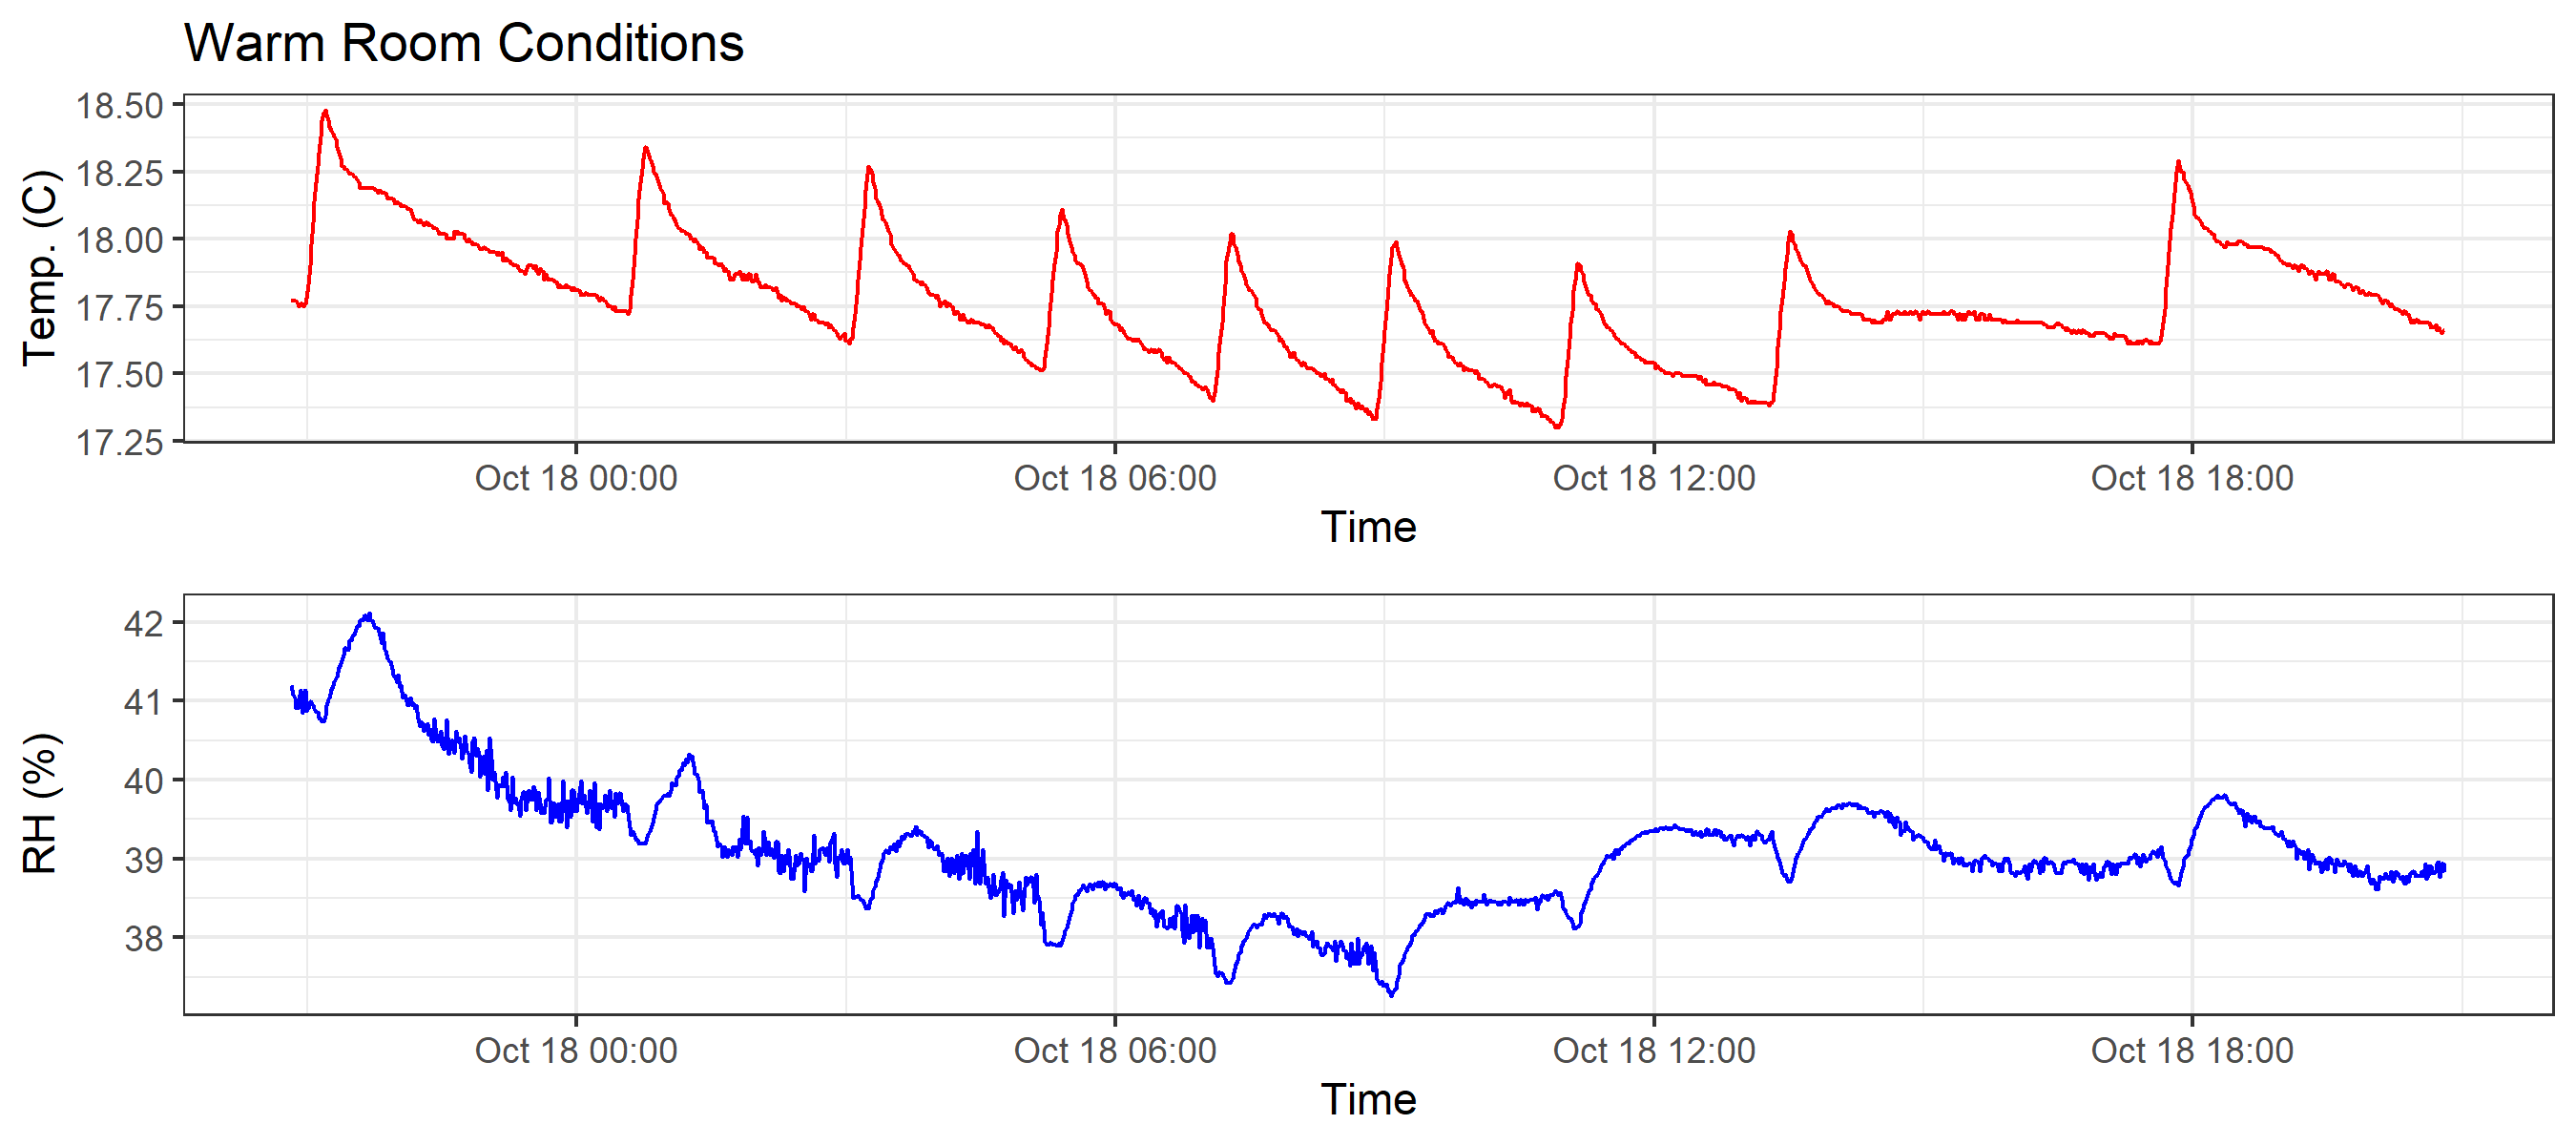 Warm Room Conditions
Temp. (C)
18.50
18.25
18.00
17.75
17.50
17.25
Oct 18 00:00 Oct 18 06:00 Oct 18 12:00 Oct 18 18:00
Time
RH (%)
42
41
40
39
38
Oct 18 00:00 Oct 18 06:00 Oct 18 12:00 Oct 18 18:00
Time